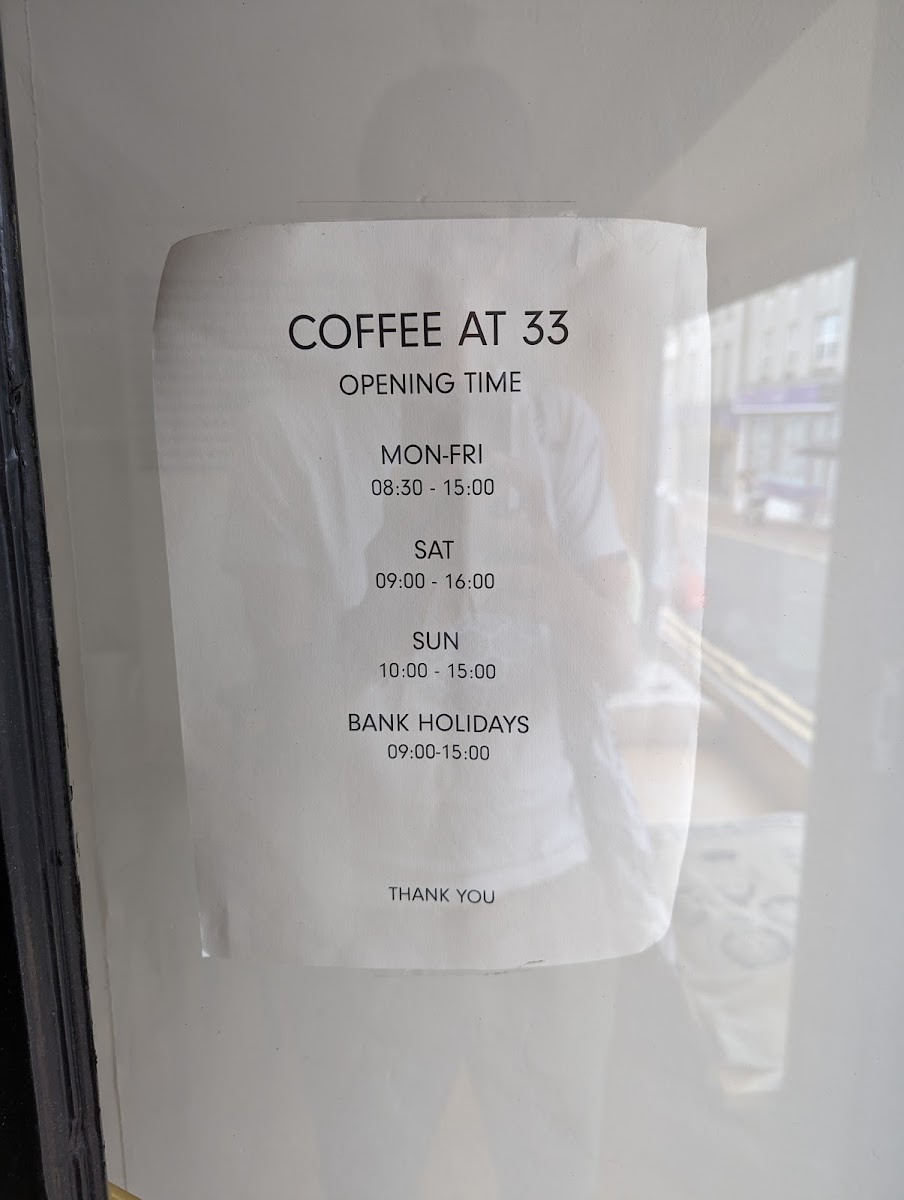 COFFEE AT 33
OPENING TIME
MON-FRI
08:30 - 15:00
SAT
09:00 - 16:00
SUN
10:00 - 15:00
BANK HOLIDAYS
09:00-15:00
THANK YOU